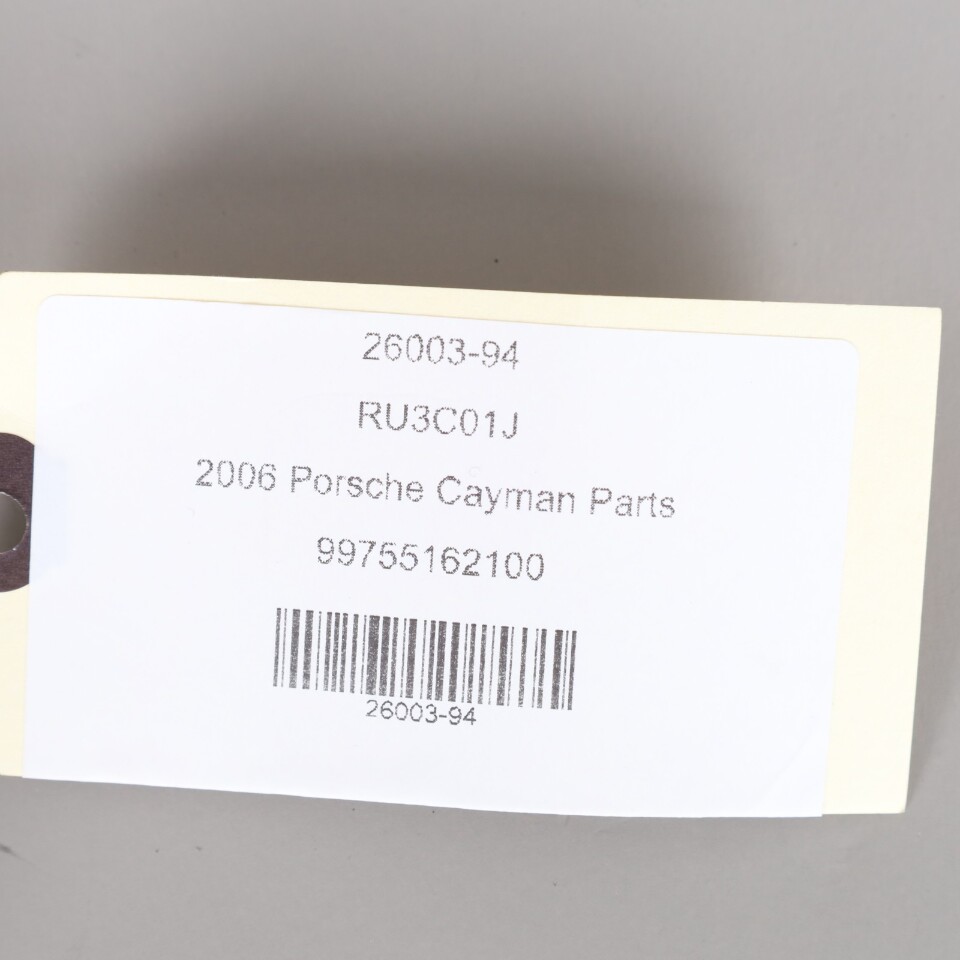 26003-94
RU3C01J
2006 Porsche Cayman Parts
99755162100
26003-94